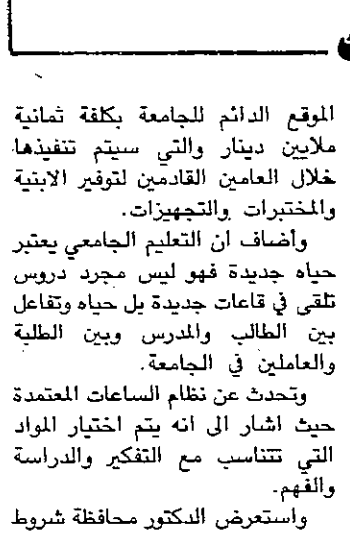 الموقع الدائم للجامعة بكلفة ثمانية
ملايين دينار والتي سيتم تنفيذها
خلال العامين القادمين لتوفير الابنية
والمختبرات والتجهيزات.
وأضاف ان التعليم الجامعي يعتبر
حياه جديدة فهو ليس مجرد دروس
تلقى في قاعات جديدة بل حياه وتفاعل
بين الطالب والمدرس وبين الطلبة
والعاملين في الجامعة.
وتحدث عن نظام الساعات المعتمدة
حيث اشار الى انه يتم اختيار المواد
التي تتناسب مع التفكير والدراسة
والفهم.
واستعرض الدكتور محافظة شروط